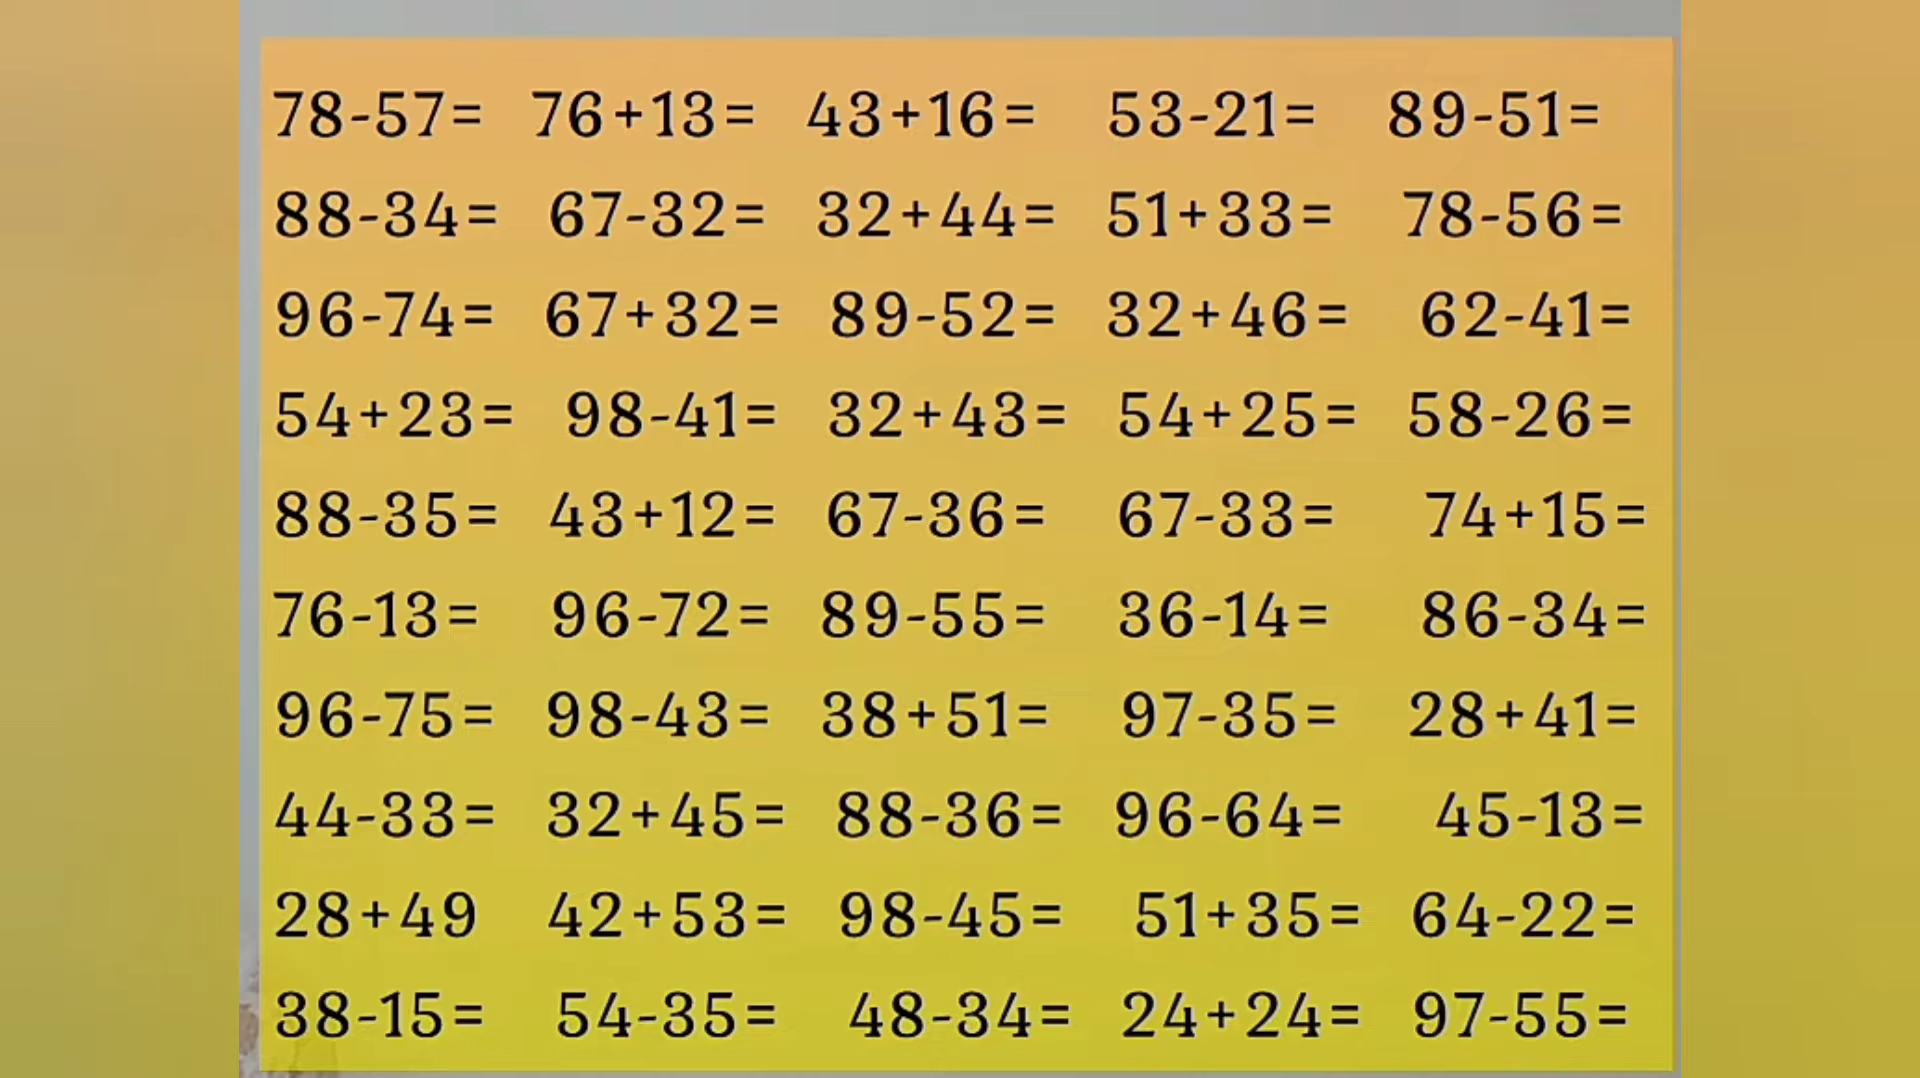 78-57= 76+13= 43+16= 53-21= 89-51=
88-34= 67-32= 32+44= 51+33= 78-56=
96-74= 67+32= 89-52= 32+46= 62-41=
54+23= 98-41= 32+43= 54+25= 58-26=
88-35= 43+12= 67-36= 67-33= 74+15=
76-13= 96-72= 89-55= 36-14= 86-34=
96-75= 98-43= 38+51= 97-35= 28+41=
44-33= 32+45= 88-36= 96-64= 45-13=
28+49 42+53= 98-45= 51+35= 64-22=
38-15= 54-35= 48-34= 24+24= 97-55=